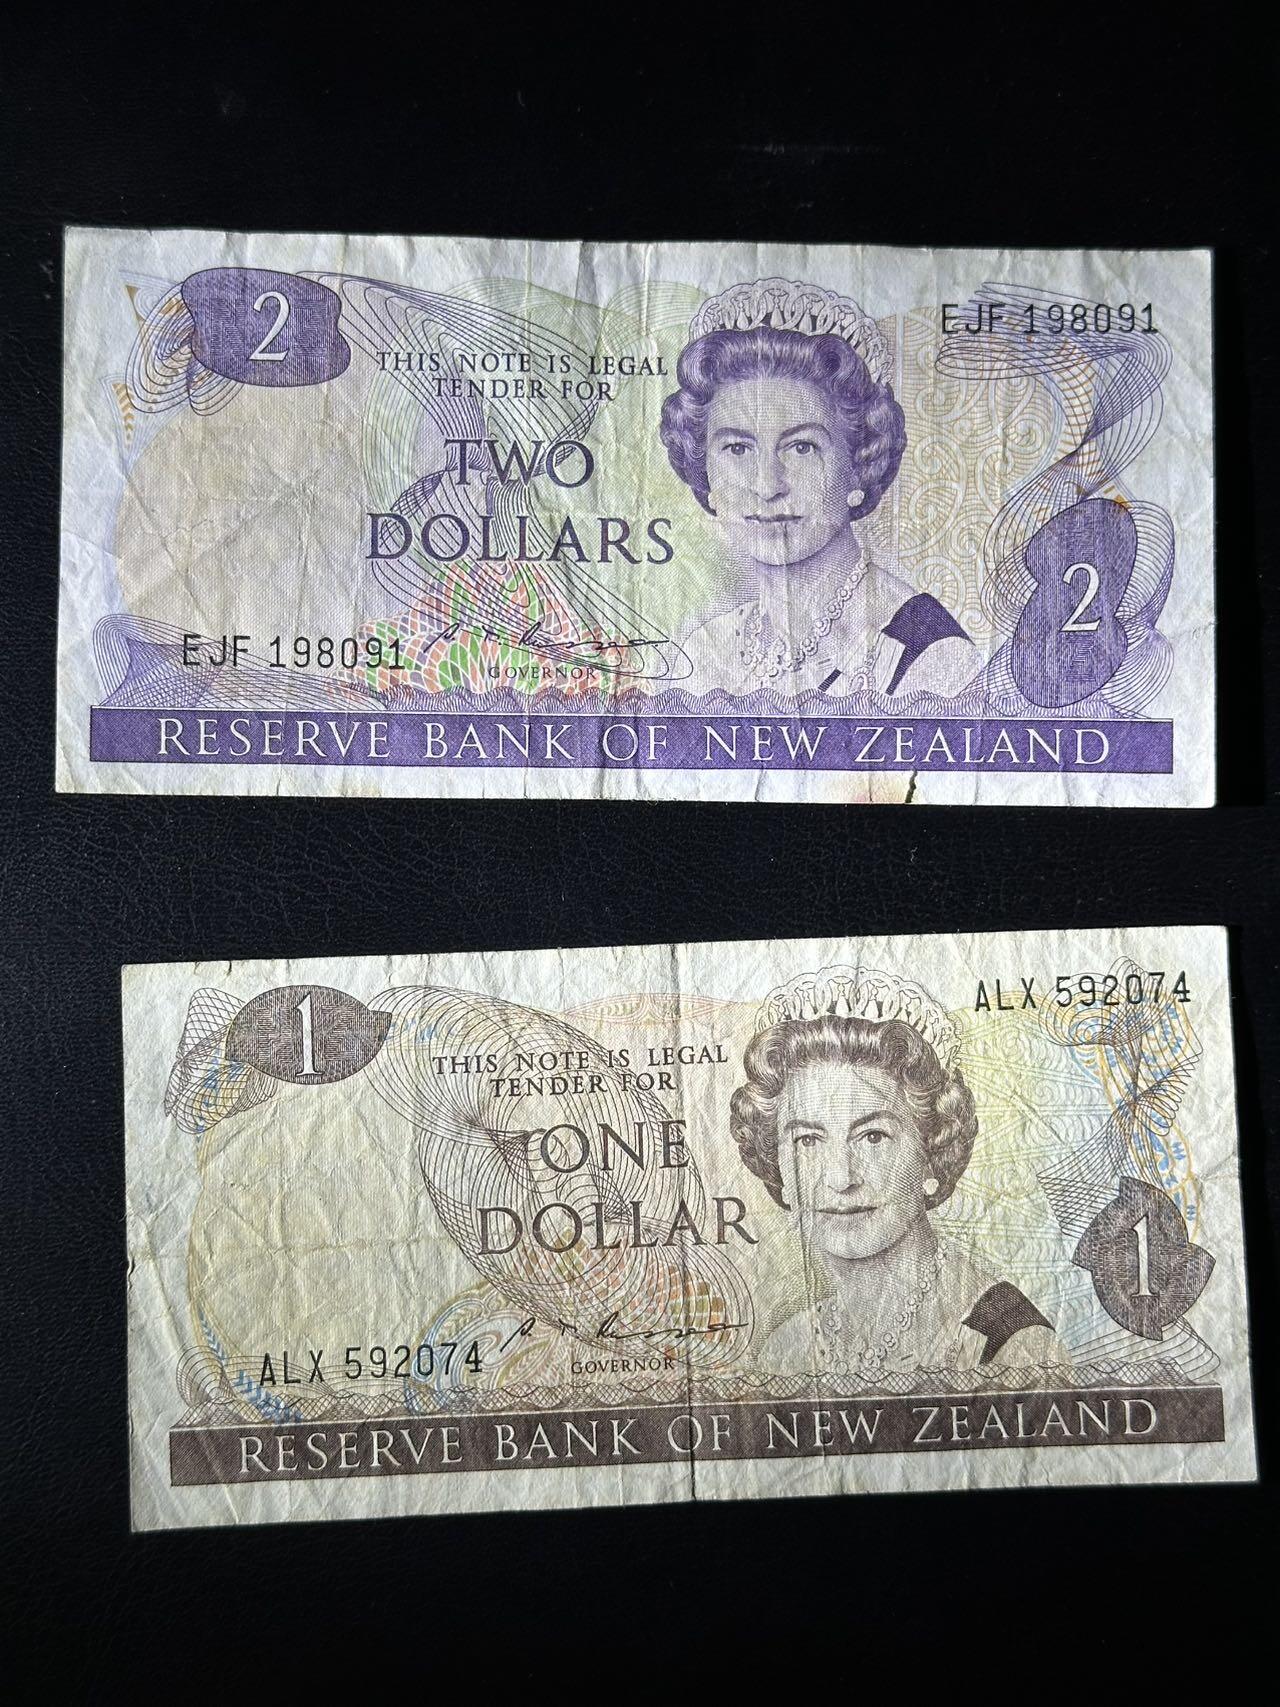 2
EJF 198091
THIS NOTE IS LEGAL
TENDER FOR
TWO
DOLLARS
2
EJF 198091
GOVERNOR
RESERVE BANK OF NEW ZEALAND
1
ALX 592074
THIS NOTE IS LEGAL
TENDER FOR
ONE
DOLLAR
1
ALX 592074
GOVERNOR
RESERVE BANK OF NEW ZEALAND